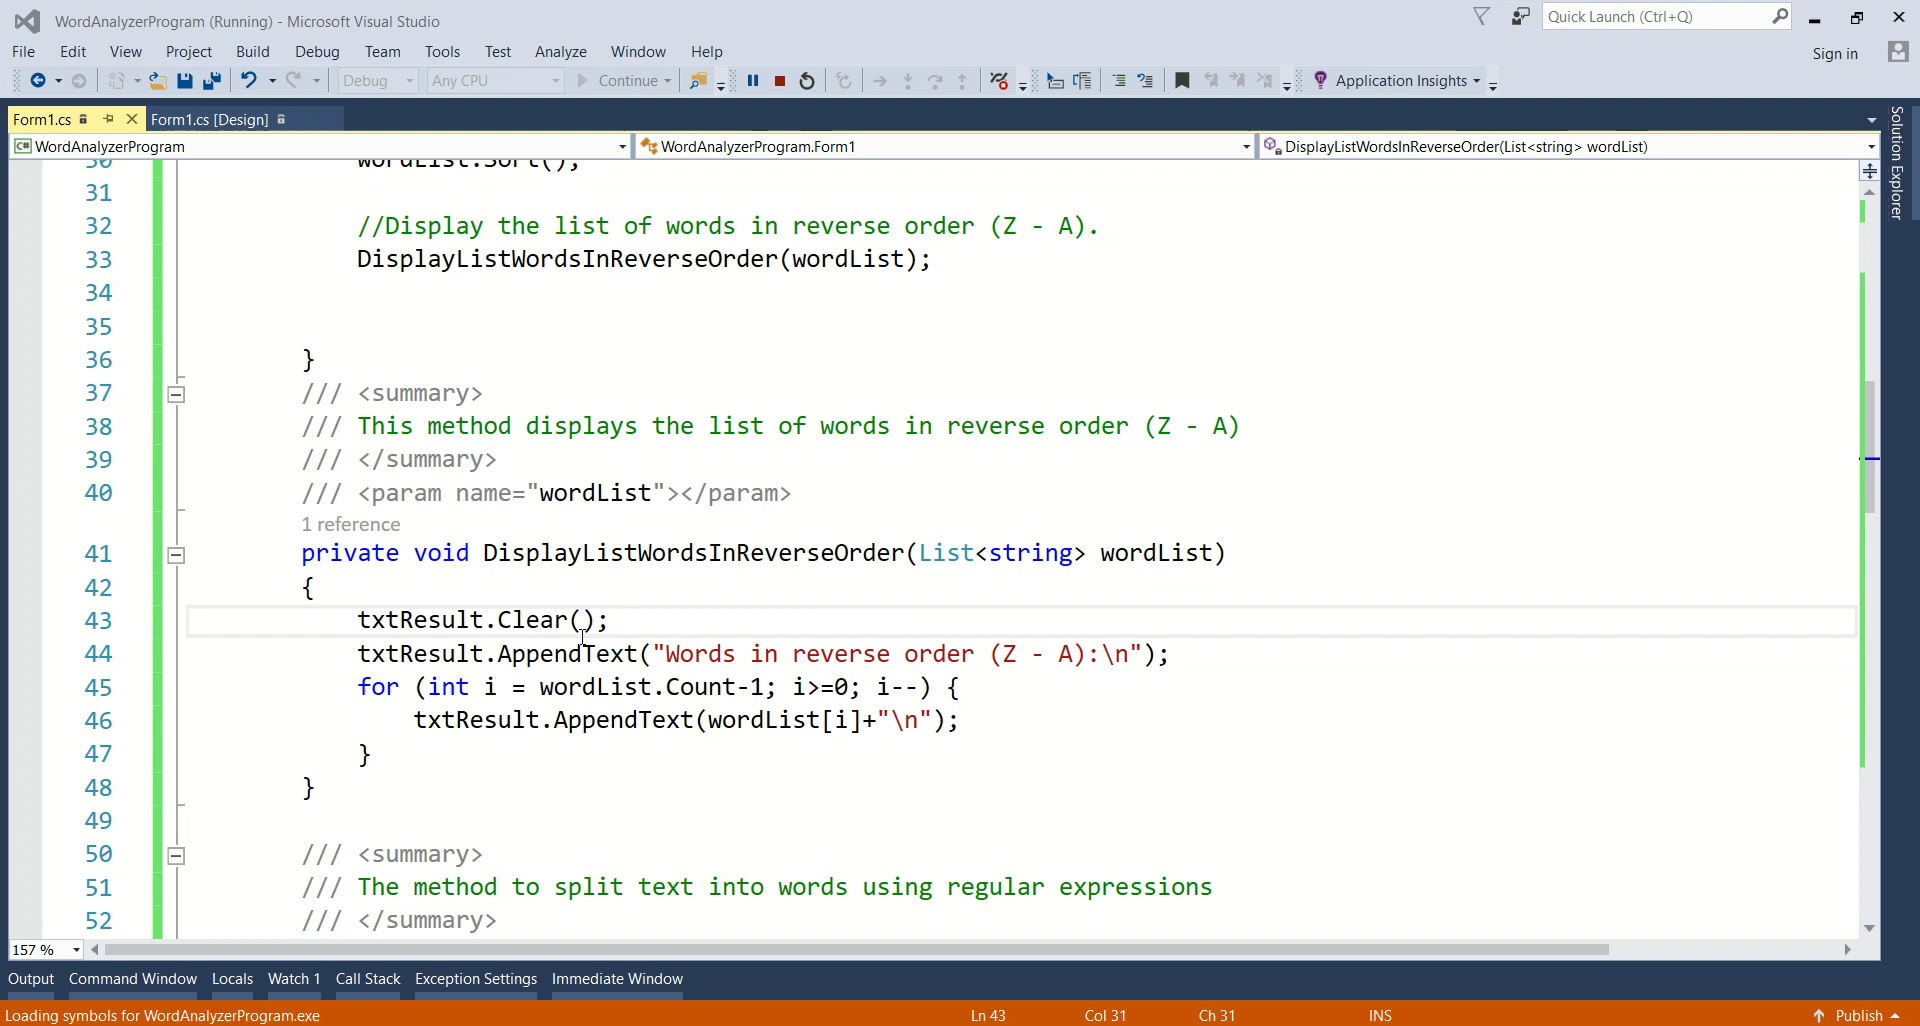 WordAnalyzerProgram (Running) - Microsoft Visual Studio
Quick Launch (Ctrl+Q)
File Edit View Project Build Debug Team Tools Test Analyze Window Help
Sign in
Debug Any CPU Continue Application Insights
Form1.cs Form1.cs [Design]
C# WordAnalyzerProgram WordAnalyzerProgram.Form1 DisplayListWordsInReverseOrder(List<string> wordList)
Solution Explorer
30 wordList.Sort();
31
32 //Display the list of words in reverse order (Z - A).
33 DisplayListWordsInReverseOrder(wordList);
34
35
36 }
37 /// <summary>
38 /// This method displays the list of words in reverse order (Z - A)
39 /// </summary>
40 /// <param name="wordList"></param>
1 reference
41 private void DisplayListWordsInReverseOrder(List<string> wordList)
42 {
43 txtResult.Clear();
44 txtResult.AppendText("Words in reverse order (Z - A):\n");
45 for (int i = wordList.Count-1; i>=0; i--) {
46 txtResult.AppendText(wordList[i]+"\n");
47 }
48 }
49
50 /// <summary>
51 /// The method to split text into words using regular expressions
52 /// </summary>
157 %
Output Command Window Locals Watch 1 Call Stack Exception Settings Immediate Window
Loading symbols for WordAnalyzerProgram.exe Ln 43 Col 31 Ch 31 INS Publish